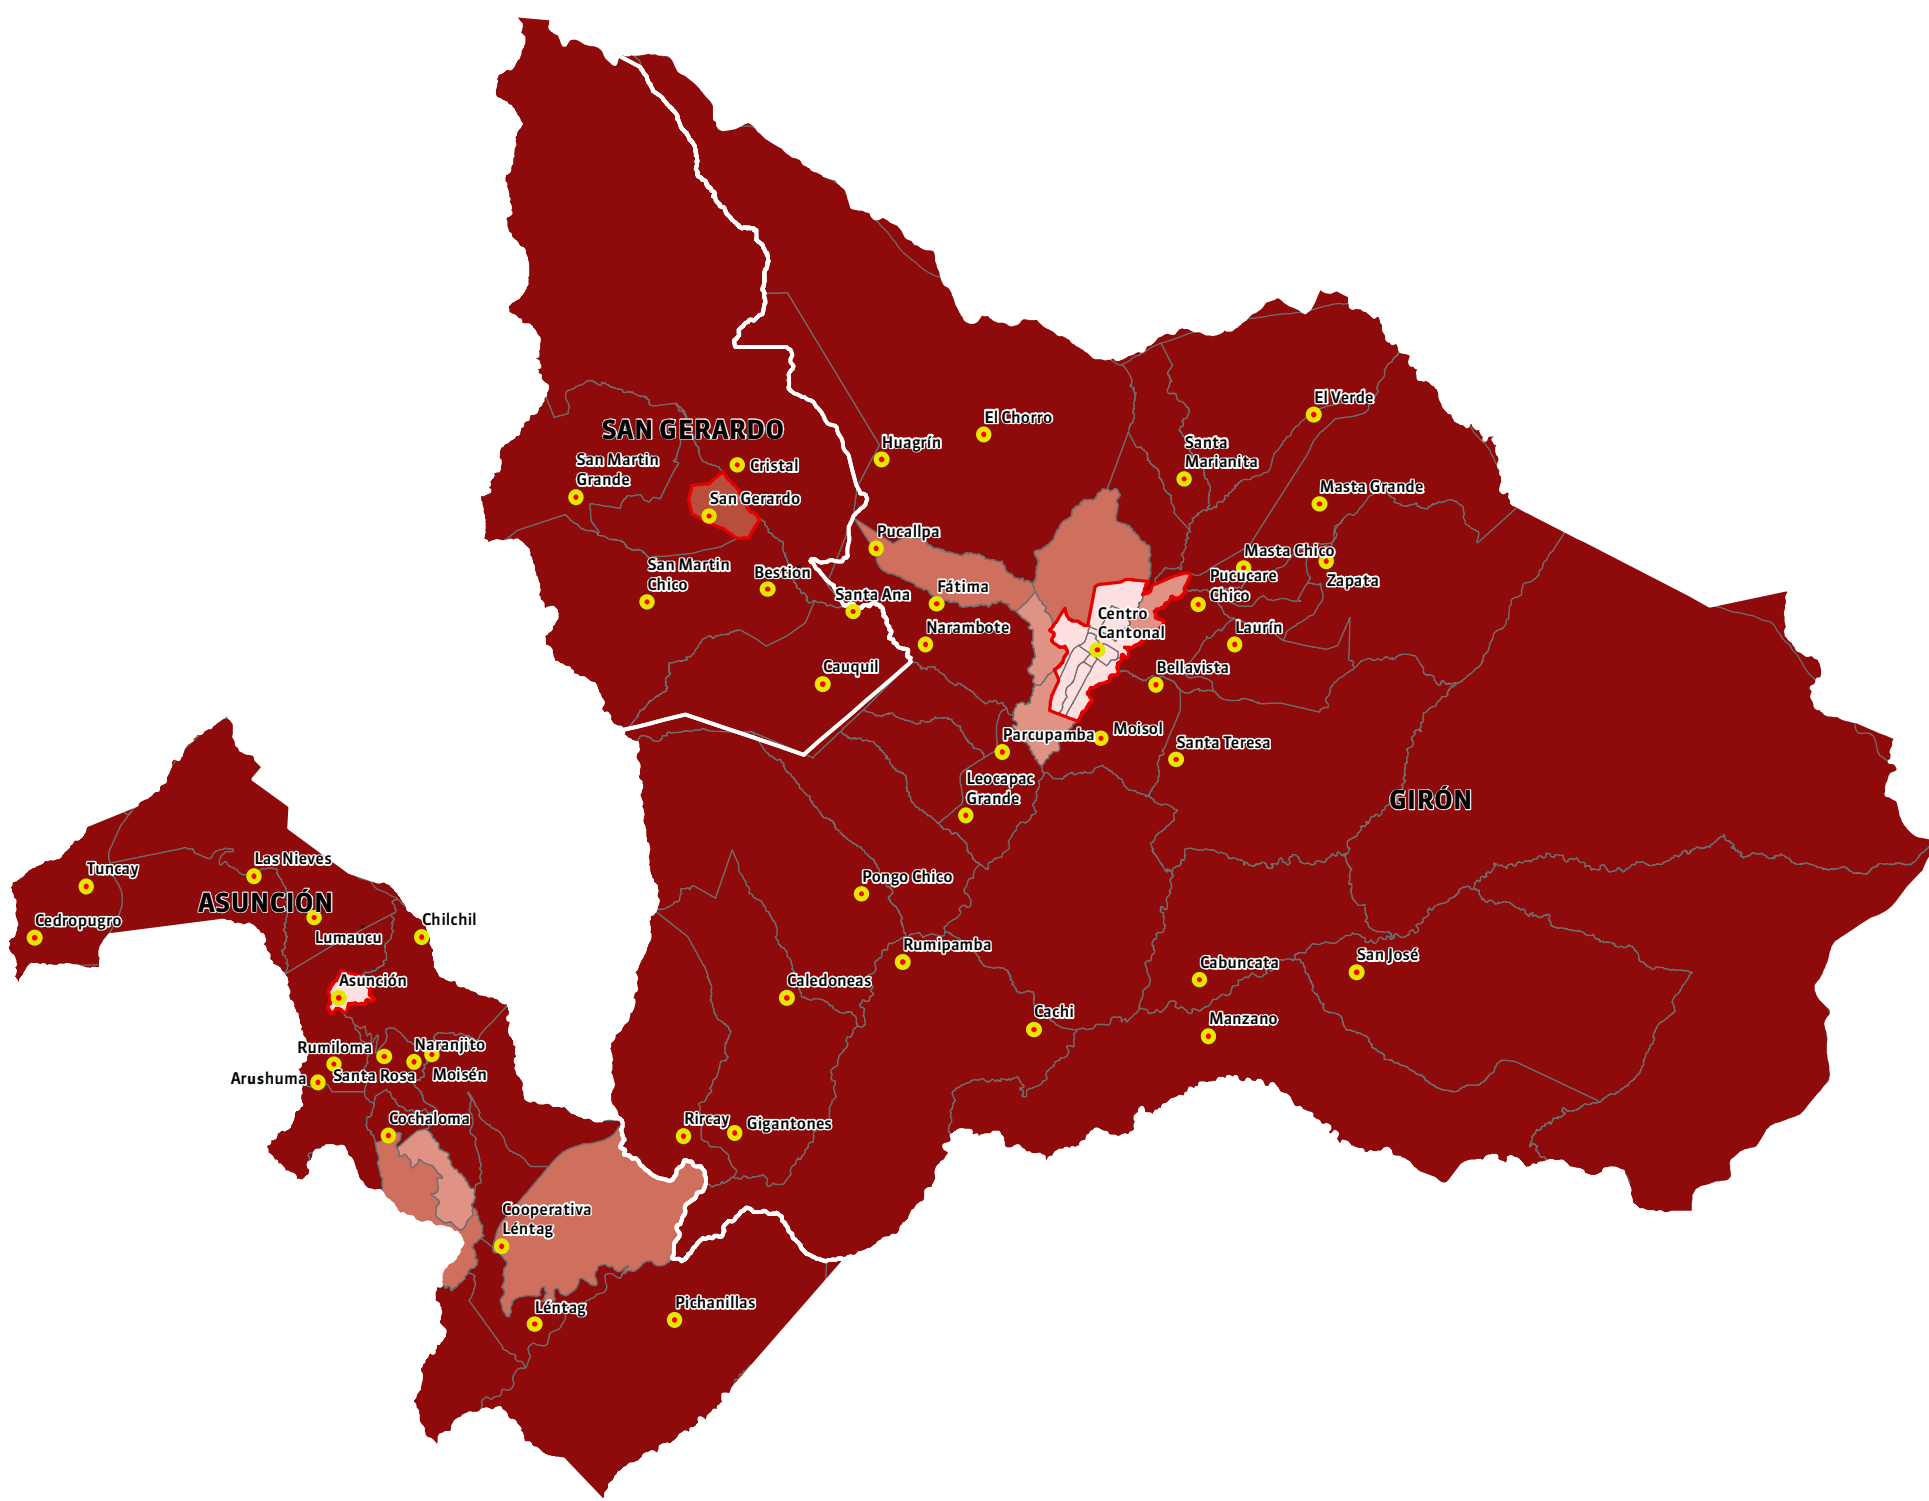 El Verde
El Chorro
SAN GERARDO
Huagrín
Santa
Marianita
San Martin
Grande
Cristal
Masta Grande
San Gerardo
Pucallpa
Masta Chico
San Martin
Chico
Bestion
Pucucare
Chico
Zapata
Fátima
Santa Ana
Centro
Cantonal
Narambote
Laurín
Cauquil
Bellavista
Parcupamba
Moisol
Santa Teresa
Leocapac
Grande
GIRÓN
Las Nieves
Tuncay
Pongo Chico
ASUNCIÓN
Cedropugro
Chilchil
Lumaucu
Rumipamba
San José
Cabuncata
Asunción
Caledoneas
Cachi
Manzano
Rumiloma
Naranjito
Arushuma
Santa Rosa
Moisén
Cochaloma
Rircay
Gigantones
Cooperativa
Léntag
Léntag
Pichanillas